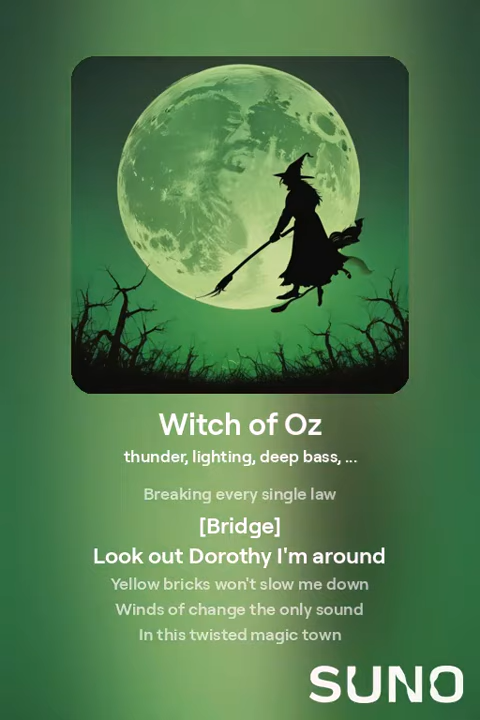 Witch of Oz
thunder, lighting, deep bass, ...
Breaking every single law
[Bridge]
Look out Dorothy I'm around
Yellow bricks won't slow me down
Winds of change the only sound
In this twisted magic town
SUNO